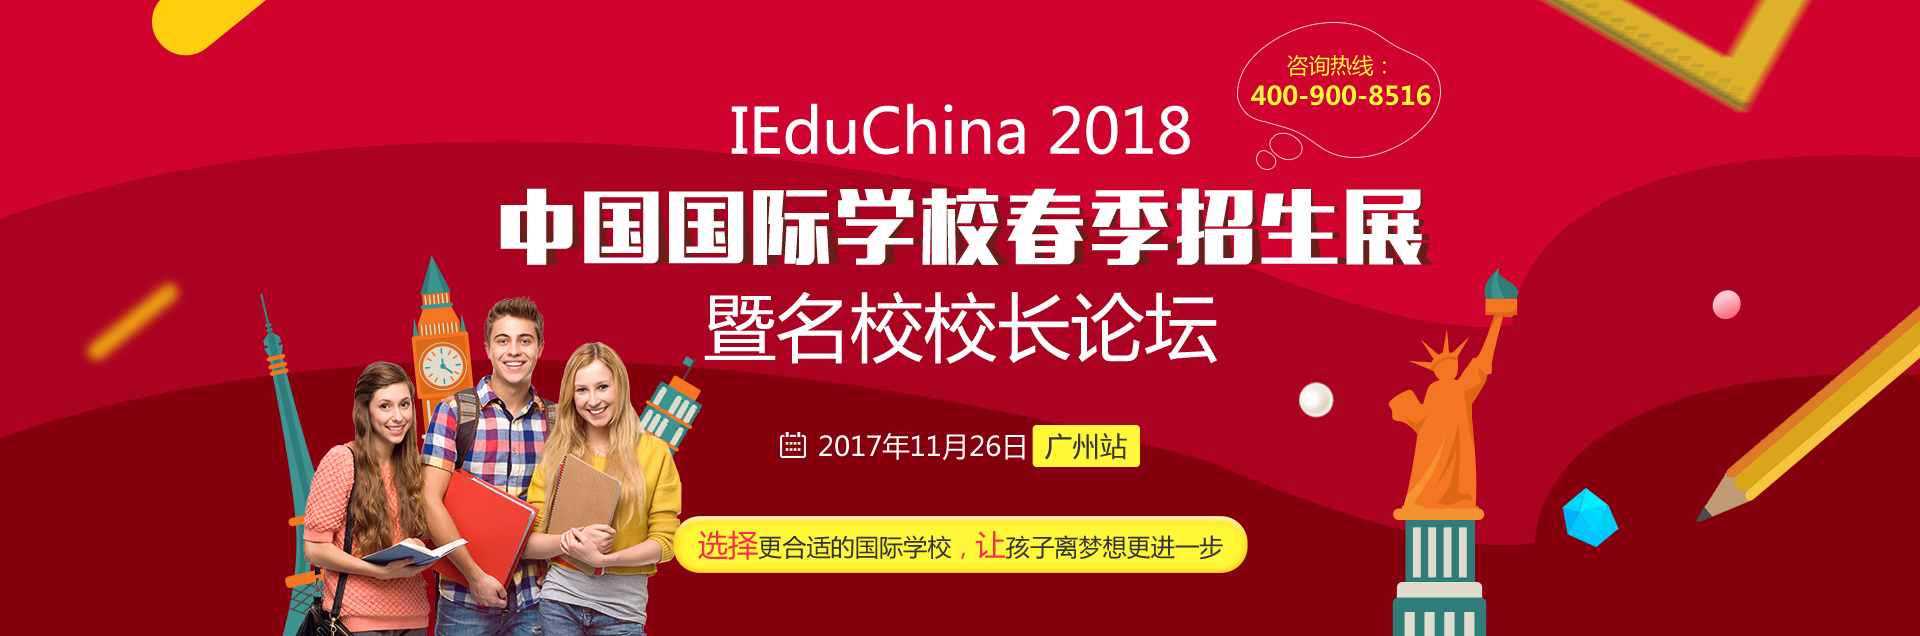 咨询热线：
400-900-8516
IEduChina 2018
中国国际学校春季招生展
暨名校校长论坛
2017年11月26日 广州站
选择更合适的国际学校，让孩子离梦想更进一步